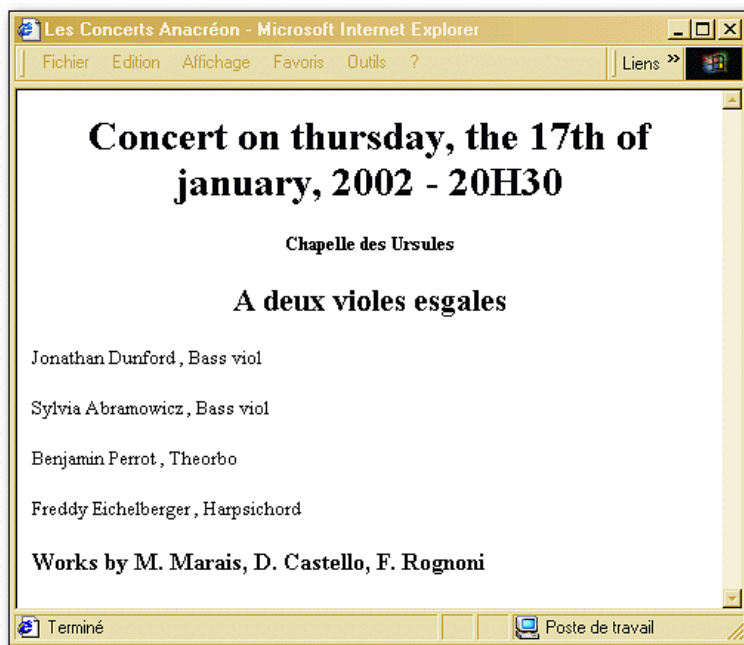 Les Concerts Anacréon - Microsoft Internet Explorer
Fichier Edition Affichage Favoris Outils ? Liens »
Concert on thursday, the 17th of
january, 2002 - 20H30
Chapelle des Ursules
A deux violes esgales
Jonathan Dunford , Bass viol
Sylvia Abramowicz , Bass viol
Benjamin Perrot , Theorbo
Freddy Eichelberger , Harpsichord
Works by M. Marais, D. Castello, F. Rognoni
Terminé Poste de travail